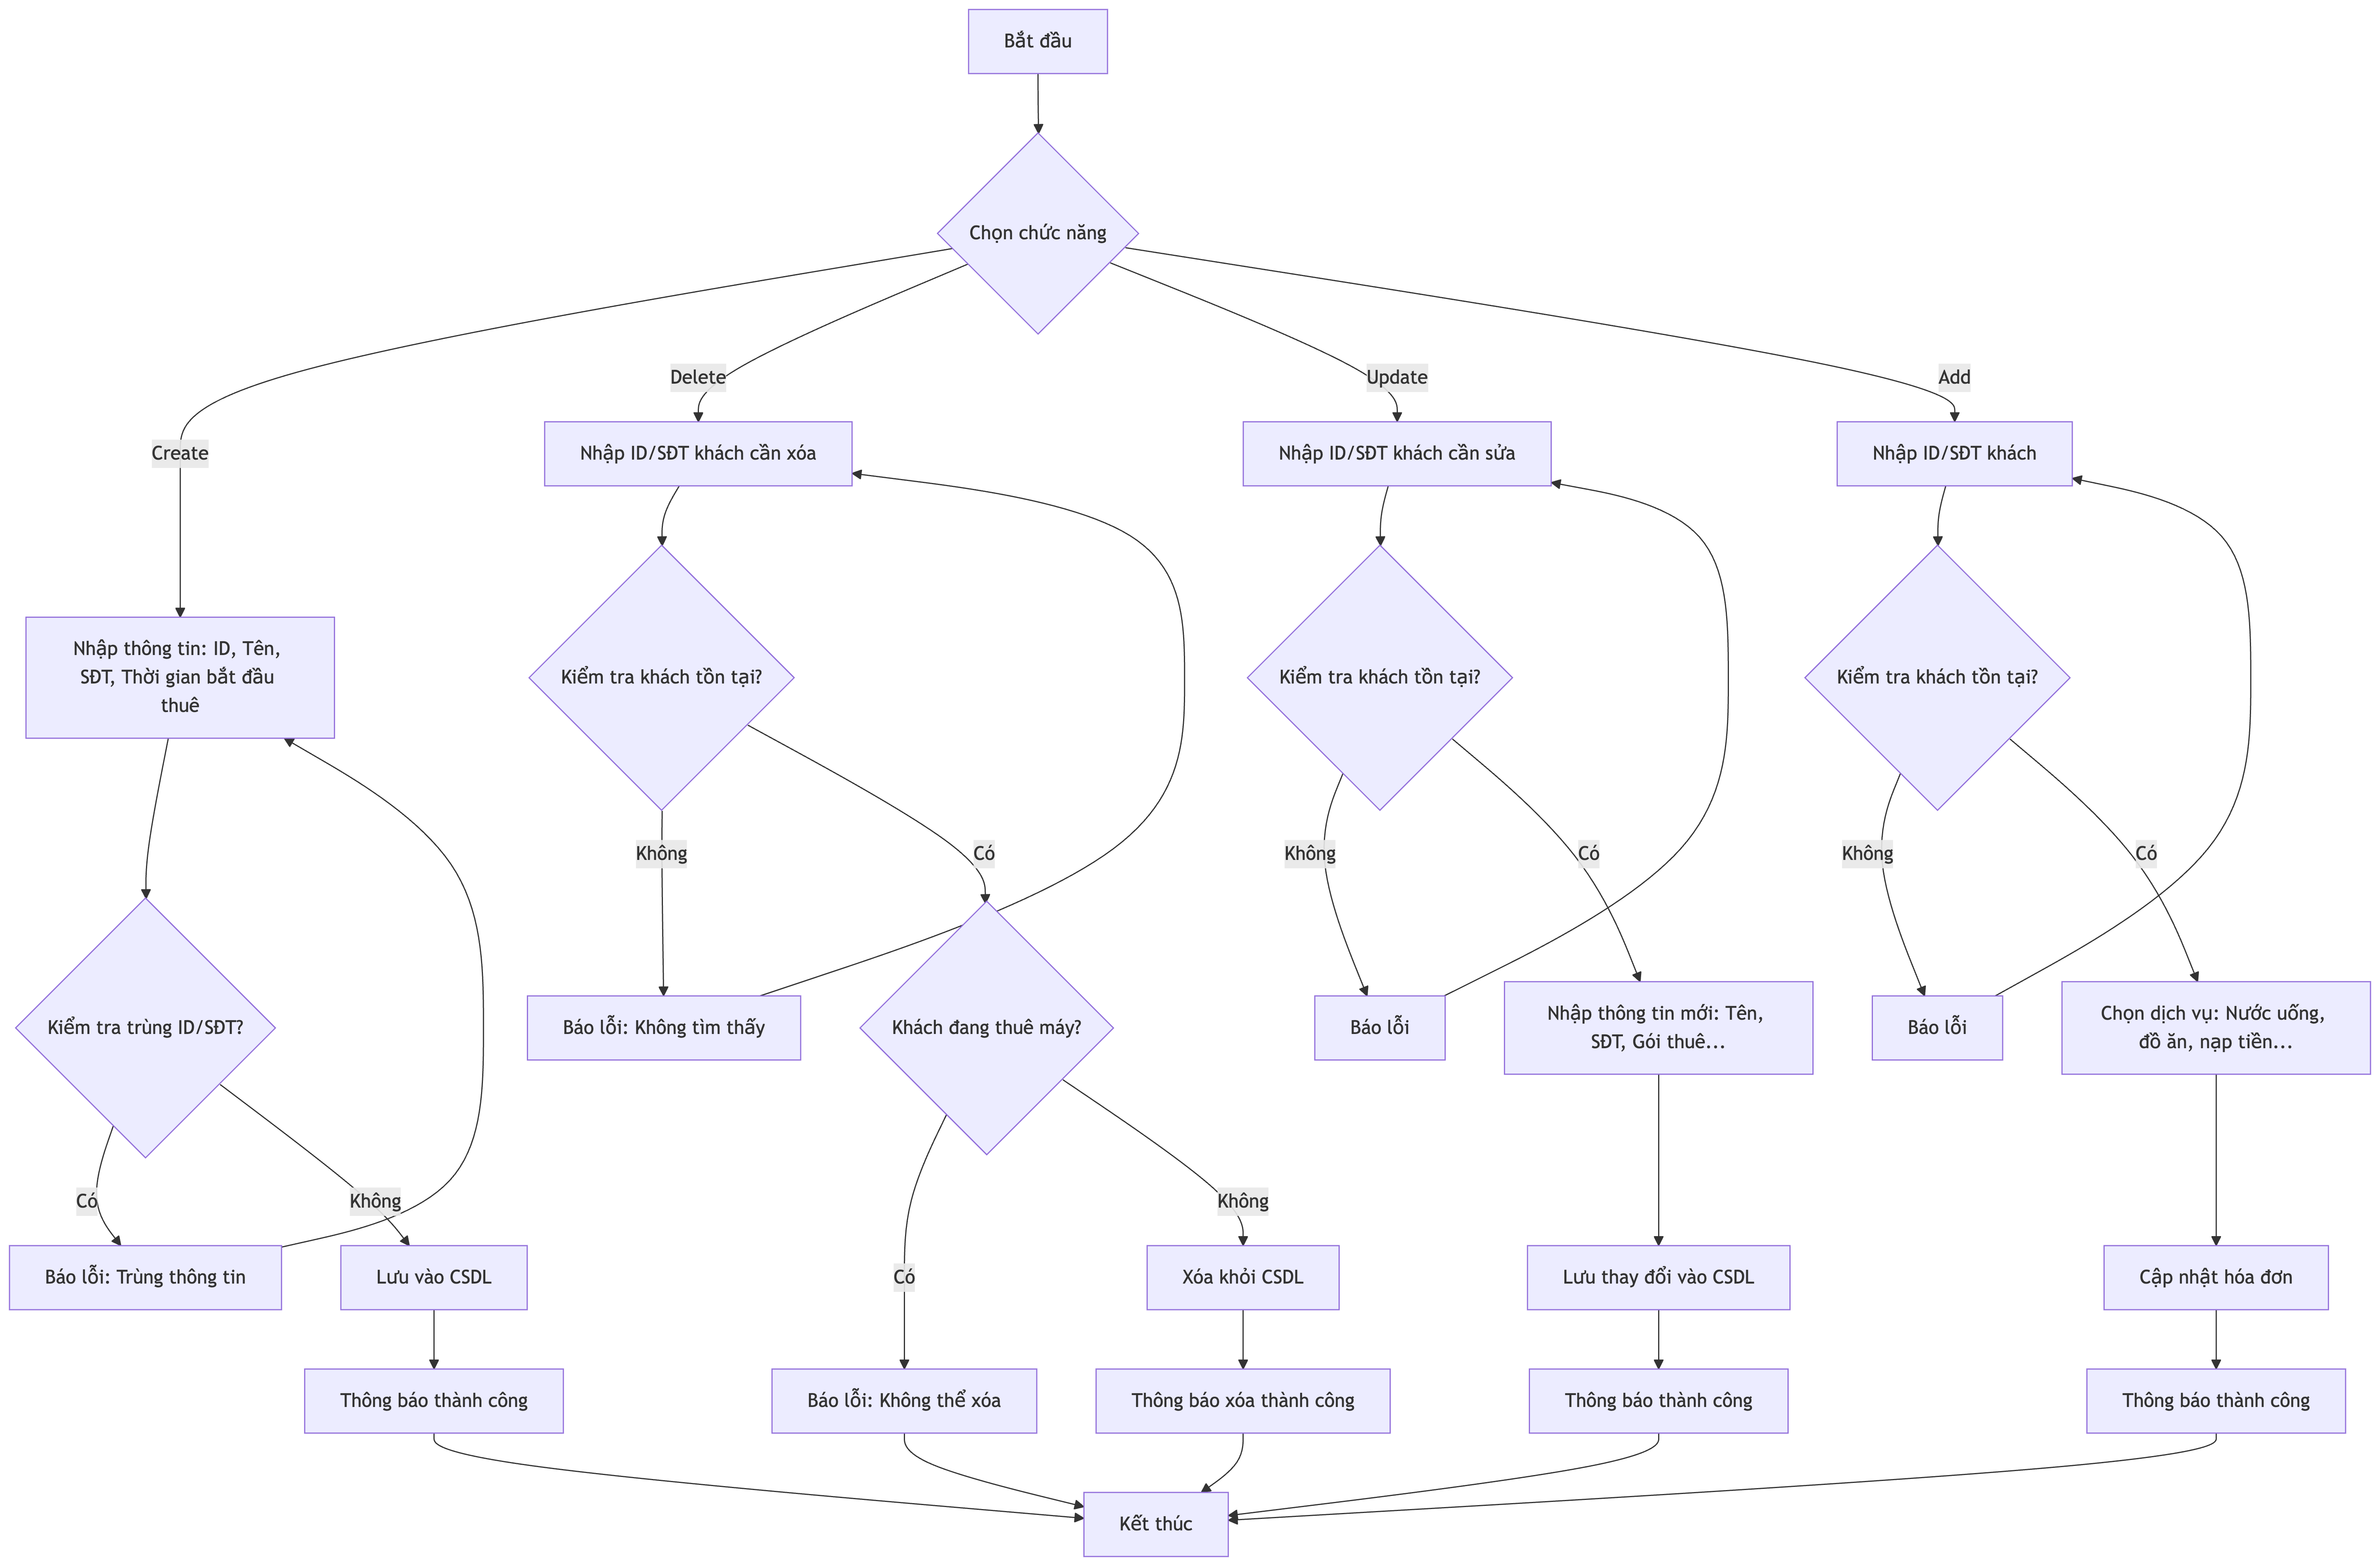 Bắt đầu
Chọn chức năng
Delete
Update
Add
Create
Nhập ID/SĐT khách cần xóa
Nhập ID/SĐT khách cần sửa
Nhập ID/SĐT khách
Nhập thông tin: ID, Tên,
SĐT, Thời gian bắt đầu
thuê
Kiểm tra khách tồn tại?
Kiểm tra khách tồn tại?
Kiểm tra khách tồn tại?
Không
Có
Không
Có
Không
Có
Kiểm tra trùng ID/SĐT?
Báo lỗi: Không tìm thấy
Khách đang thuê máy?
Báo lỗi
Nhập thông tin mới: Tên,
SĐT, Gói thuê...
Báo lỗi
Chọn dịch vụ: Nước uống,
đồ ăn, nạp tiền...
Có
Không
Có
Không
Báo lỗi: Trùng thông tin
Lưu vào CSDL
Xóa khỏi CSDL
Lưu thay đổi vào CSDL
Cập nhật hóa đơn
Thông báo thành công
Báo lỗi: Không thể xóa
Thông báo xóa thành công
Thông báo thành công
Thông báo thành công
Kết thúc